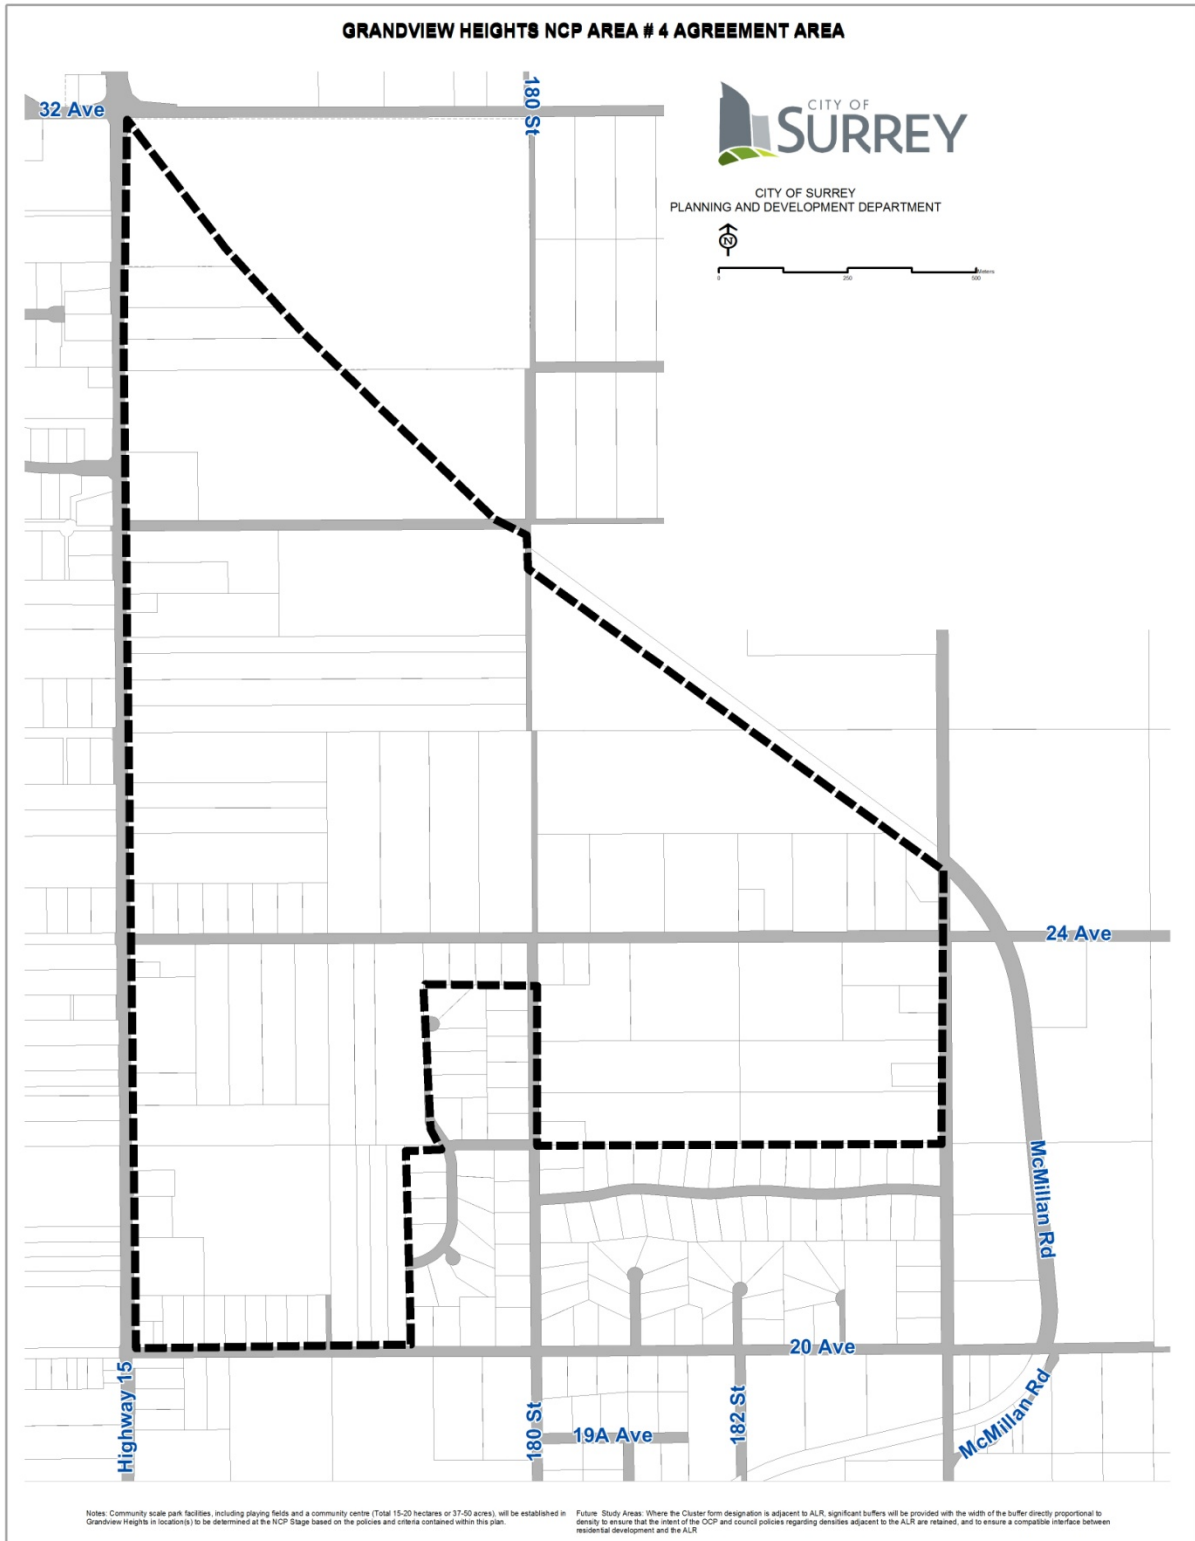 GRANDVIEW HEIGHTS NCP AREA # 4 AGREEMENT AREA
32 Ave
180 St
CITY OF
SURREY
CITY OF SURREY
PLANNING AND DEVELOPMENT DEPARTMENT
N
0
250
500
Meters
24 Ave
McMillan Rd
20 Ave
Highway 15
180 St
19A Ave
182 St
McMillan Rd
Notes: Community scale park facilities, including playing fields and a community centre (Total 15-20 hectares or 37-50 acres), will be established in
Grandview Heights in location(s) to be determined at the NCP Stage based on the policies and criteria contained within this plan.
Future Study Areas: Where the Cluster form designation is adjacent to ALR, significant buffers will be provided with the width of the buffer directly proportional to
density to ensure that the intent of the OCP and council policies regarding densities adjacent to the ALR are retained, and to ensure a compatible interface between
residential development and the ALR